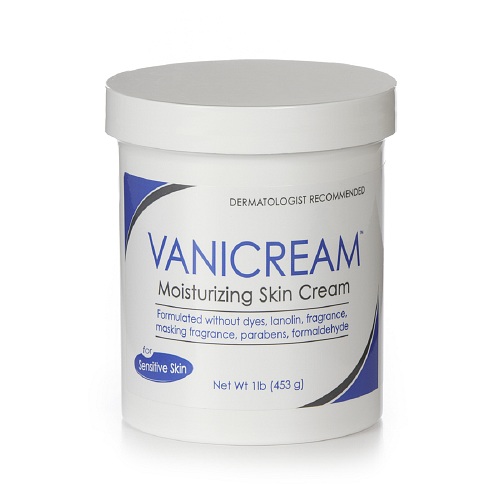 DERMATOLOGIST RECOMMENDED
VANICREAM™
Moisturizing Skin Cream
Formulated without dyes, lanolin, fragrance,
masking fragrance, parabens, formaldehyde
for
Sensitive Skin
Net Wt 1lb (453 g)